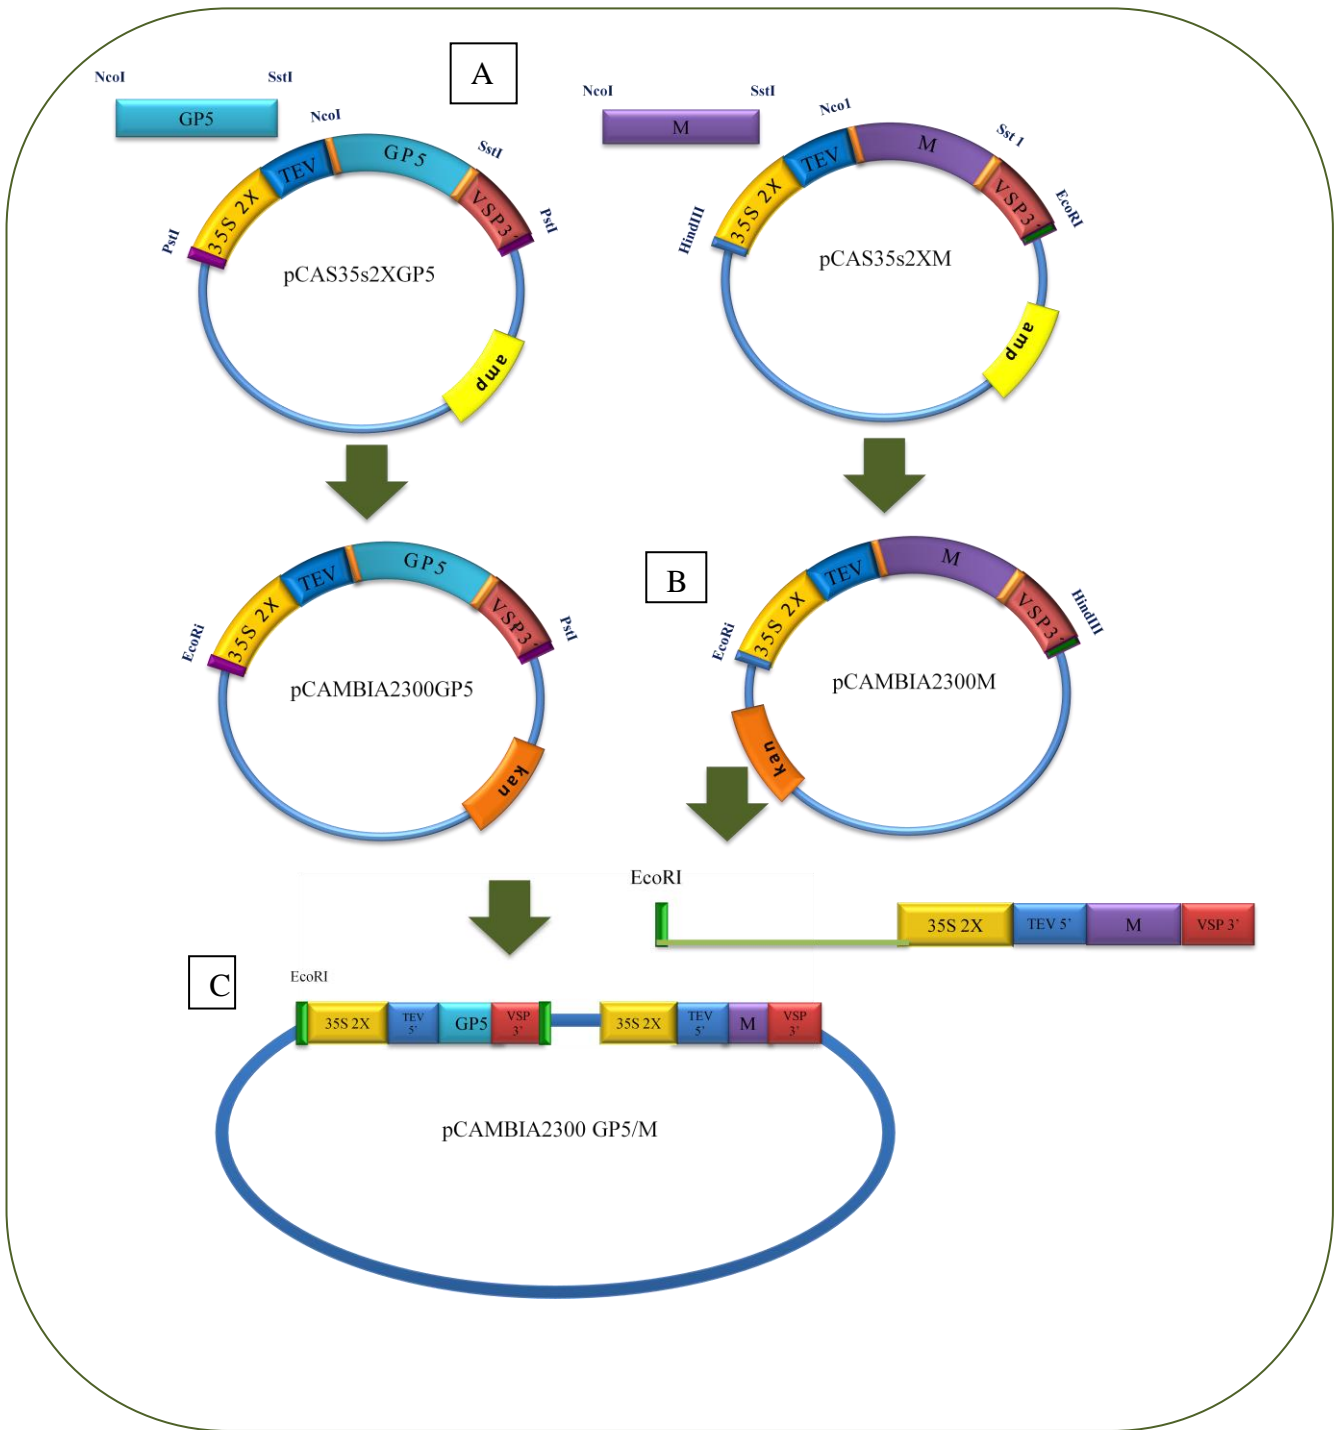 A
NcoI
SstI
GP5
NcoI
SstI
M
PstI
35S 2X
TEV
NcoI
GP5
SstI
VSP3´
PstI
pCAS35s2XGP5
amp
HindIII
35S 2X
TEV
Nco1
M
Sst 1
VSP3´
EcoRI
pCAS35s2XM
amp
B
EcoRi
35S 2X
TEV
GP5
VSP3´
PstI
pCAMBIA2300GP5
kan
EcoRi
35S 2X
TEV
M
VSP3´
HindIII
pCAMBIA2300M
kan
EcoRI
35S 2X
TEV 5’
M
VSP 3’
C
EcoRI
35S 2X
TEV
5’
GP5
VSP
3’
35S 2X
TEV
5’
M
VSP
3’
pCAMBIA2300 GP5/M